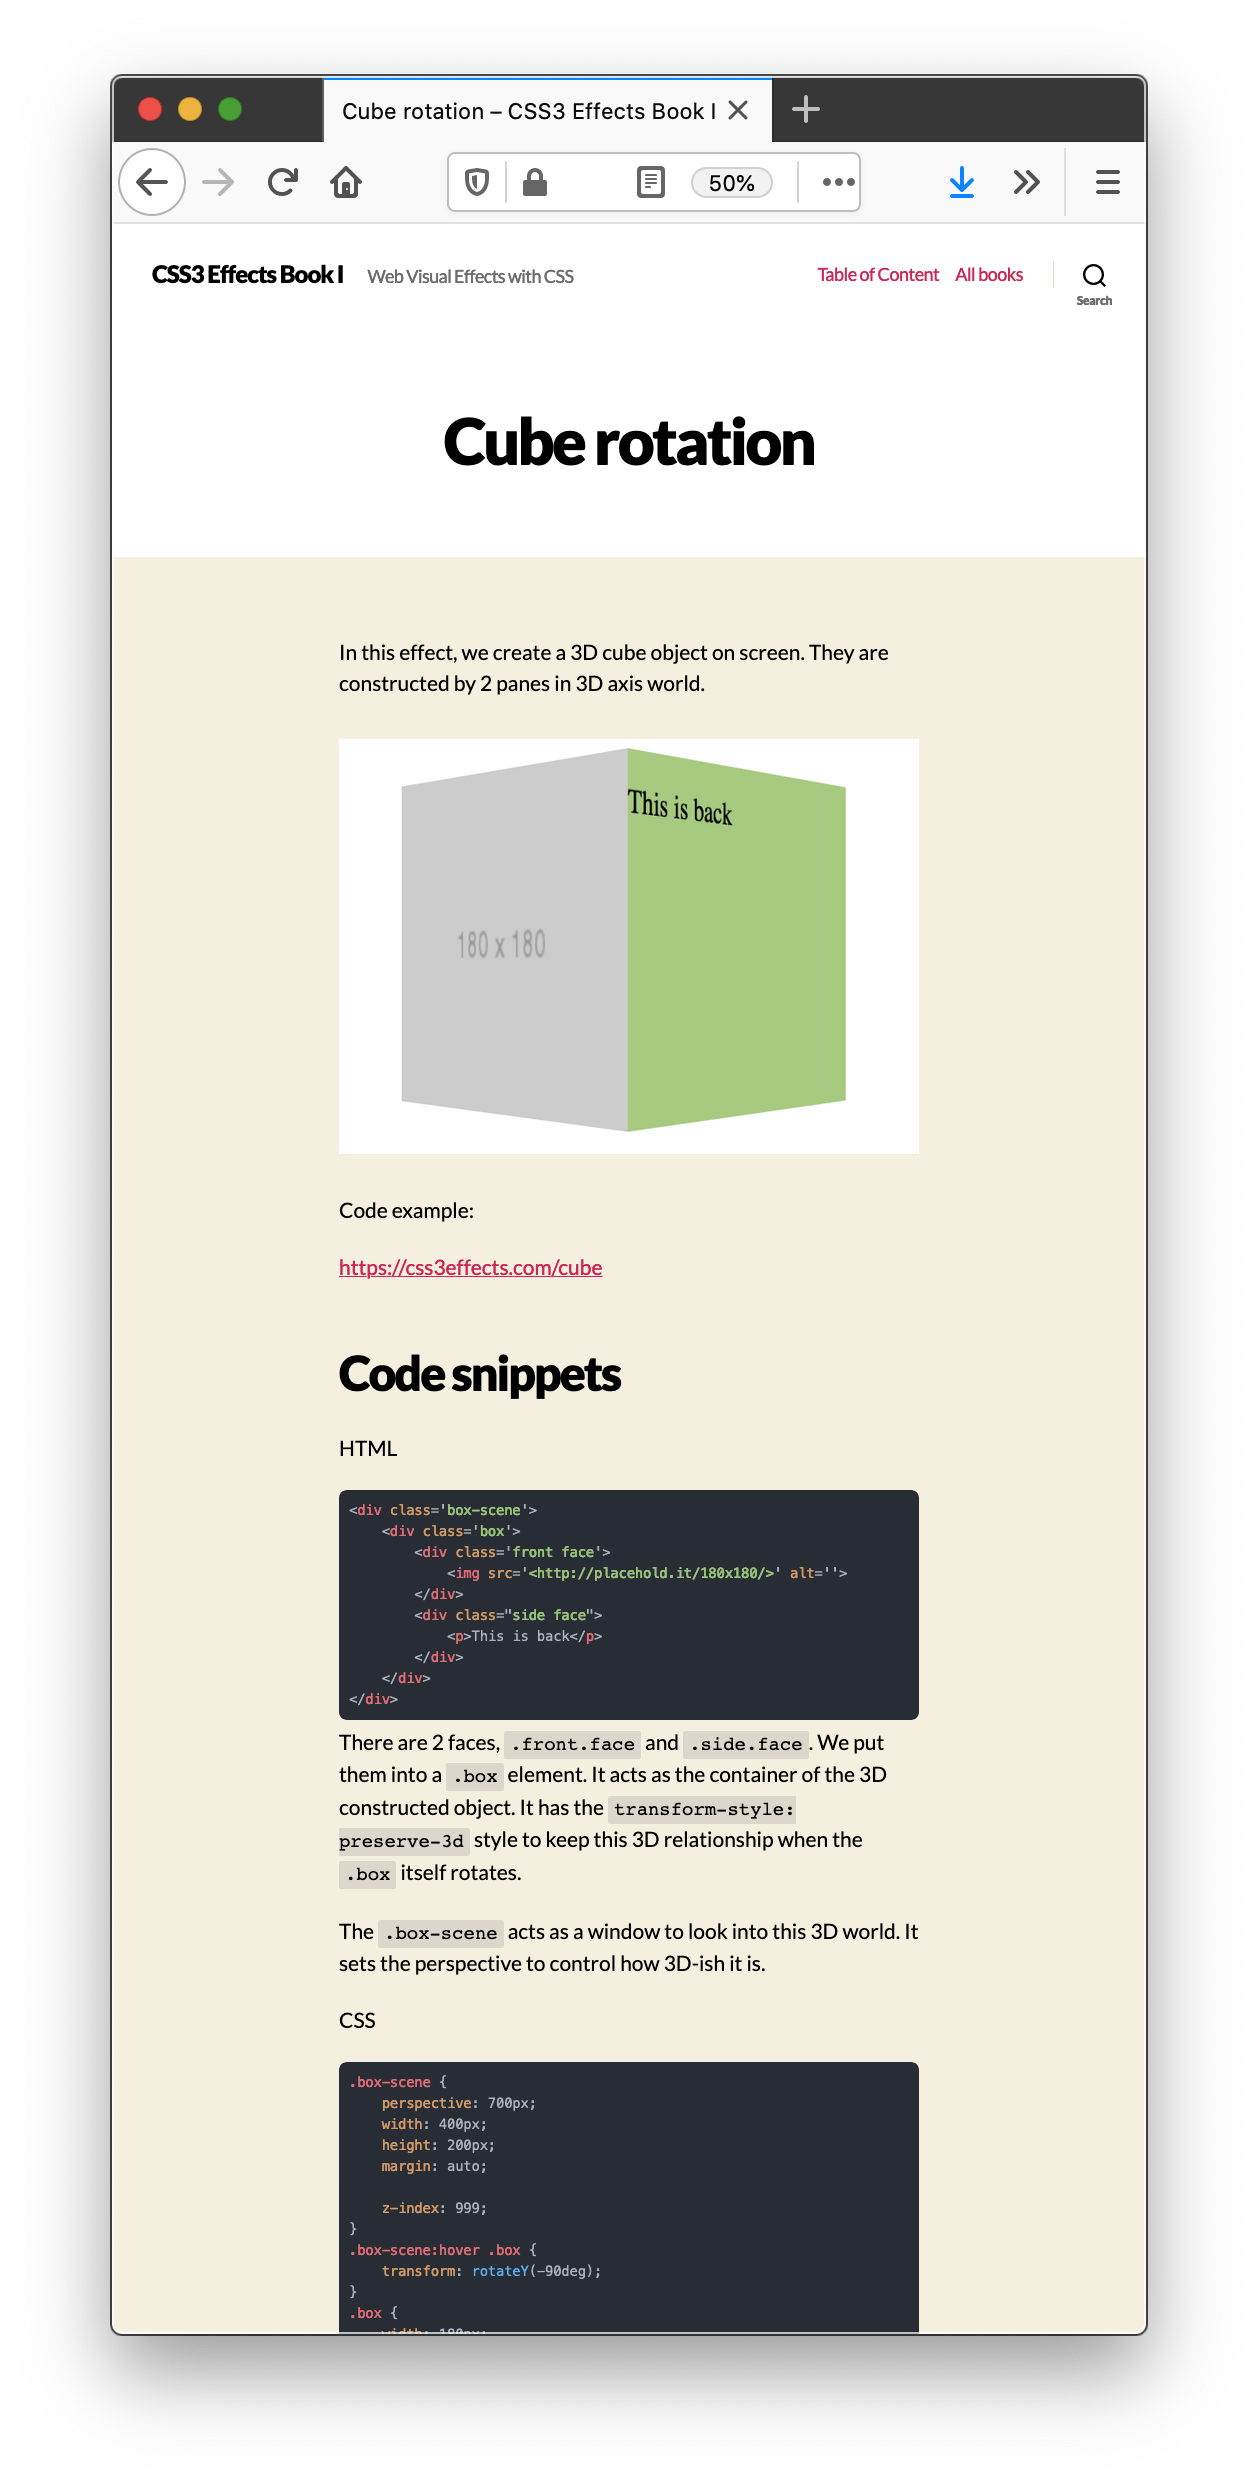 Cube rotation – CSS3 Effects Book I
50%
CSS3 Effects Book I Web Visual Effects with CSS Table of Content All books
Search
Cube rotation
In this effect, we create a 3D cube object on screen. They are
constructed by 2 panes in 3D axis world.
This is back
180 x 180
Code example:
https://css3effects.com/cube
Code snippets
HTML
<div class='box-scene'>
    <div class='box'>
        <div class='front face'>
            <img src='<http://placehold.it/180x180/>' alt=''>
        </div>
        <div class="side face">
            <p>This is back</p>
        </div>
    </div>
</div>
There are 2 faces, .front.face and .side.face. We put
them into a .box element. It acts as the container of the 3D
constructed object. It has the transform-style:
preserve-3d style to keep this 3D relationship when the
.box itself rotates.
The .box-scene acts as a window to look into this 3D world. It
sets the perspective to control how 3D-ish it is.
CSS
.box-scene {
    perspective: 700px;
    width: 400px;
    height: 200px;
    margin: auto;
    z-index: 999;
}
.box-scene:hover .box {
    transform: rotateY(-90deg);
}
.box {
    width: 180px;